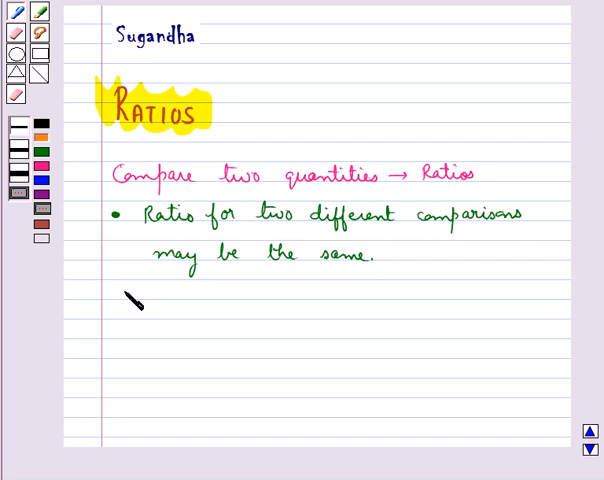 Sugandha
RATIOS
Compare two quantities → Ratios
• Ratio for two different comparisons
may be the same.